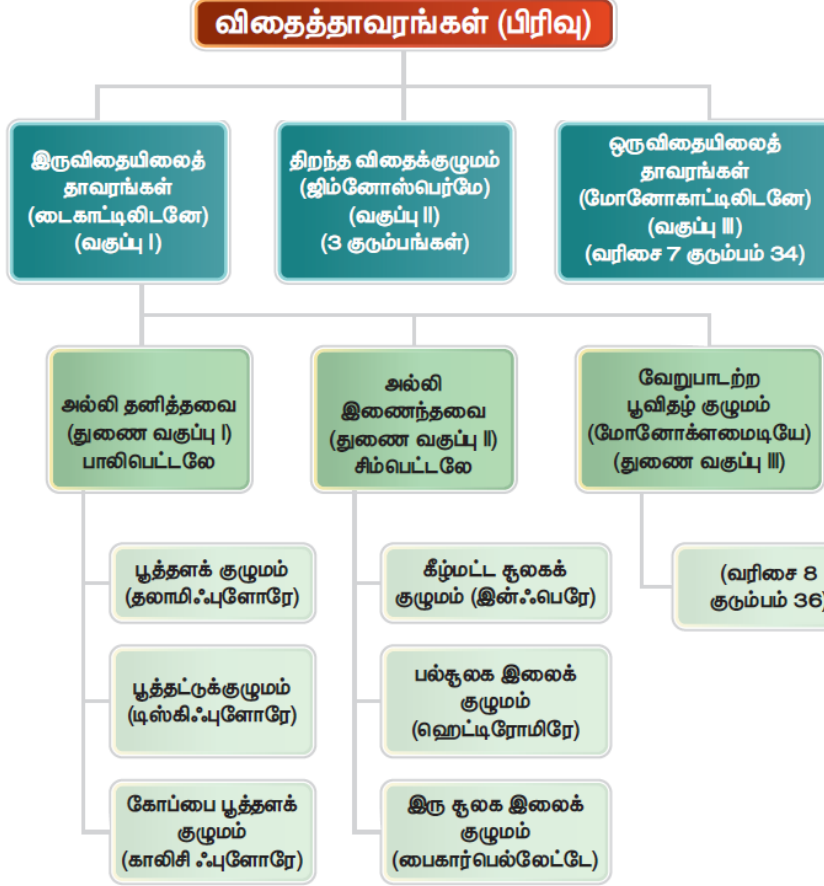 விதைத்தாவரங்கள் (பிரிவு)
இருவிதையிலைத்
தாவரங்கள்
(டைகாட்டிலிடனே)
(வகுப்பு I)
திறந்த விதைக்குழுமம்
(ஜிம்னோஸ்பெர்மே)
(வகுப்பு II)
(3 குடும்பங்கள்)
ஒருவிதையிலைத்
தாவரங்கள்
(மோனோகாட்டிலிடனே)
(வகுப்பு III)
(வரிசை 7 குடும்பம் 34)
அல்லி தனித்தவை
(துணை வகுப்பு I)
பாலிபெட்டலே
அல்லி
இணைந்தவை
(துணை வகுப்பு II)
சிம்பெட்டலே
வேறுபாடற்ற
பூவிதழ் குழுமம்
(மோனோக்ளமைடியே)
(துணை வகுப்பு III)
பூத்தளக் குழுமம்
(தலாமிஃபுளோரே)
பூத்தட்டுக்குழுமம்
(டிஸ்கிஃபுளோரே)
கோப்பை பூத்தளக்
குழுமம்
(காலிசி ஃபுளோரே)
கீழ்மட்ட சூலகக்
குழுமம் (இன்ஃபெரே)
பல்சூலக இலைக்
குழுமம்
(ஹெட்டிரோமிரே)
இரு சூலக இலைக்
குழுமம்
(பைகார்பெல்லேட்டே)
(வரிசை 8
குடும்பம் 36)